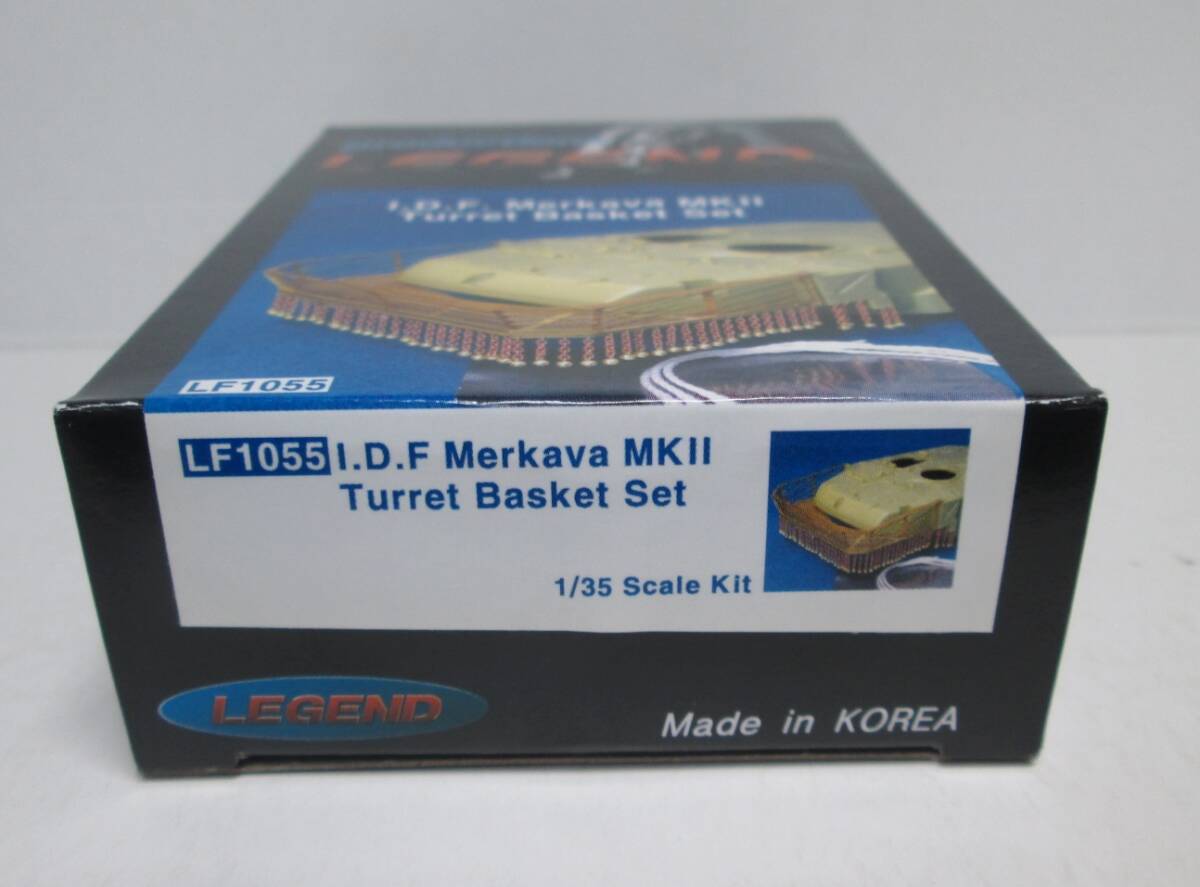 LEGEND
I.D.F. Merkava MKII
Turret Basket Set
LF1055
LF1055 I.D.F Merkava MKII
Turret Basket Set
1/35 Scale Kit
LEGEND
Made in KOREA